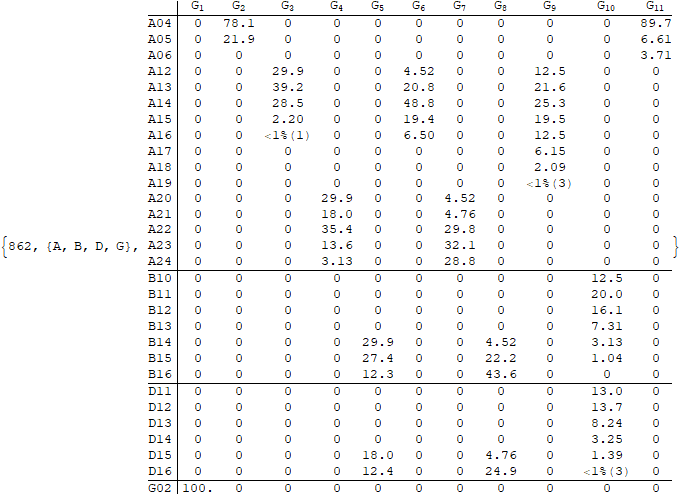 G1 G2 G3 G4 G5 G6 G7 G8 G9 G10 G11
A04 0 78.1 0 0 0 0 0 0 0 0 89.7
A05 0 21.9 0 0 0 0 0 0 0 0 6.61
A06 0 0 0 0 0 0 0 0 0 0 3.71
A12 0 0 29.9 0 0 4.52 0 0 12.5 0 0
A13 0 0 39.2 0 0 20.8 0 0 21.6 0 0
A14 0 0 28.5 0 0 48.8 0 0 25.3 0 0
A15 0 0 2.20 0 0 19.4 0 0 19.5 0 0
A16 0 0 <1%(1) 0 0 6.50 0 0 12.5 0 0
A17 0 0 0 0 0 0 0 0 6.15 0 0
A18 0 0 0 0 0 0 0 0 2.09 0 0
A19 0 0 0 0 0 0 0 0 <1%(3) 0 0
A20 0 0 0 29.9 0 0 4.52 0 0 0 0
A21 0 0 0 18.0 0 0 4.76 0 0 0 0
A22 0 0 0 35.4 0 0 29.8 0 0 0 0
{862, {A, B, D, G}, A23 0 0 0 13.6 0 0 32.1 0 0 0 0 }
A24 0 0 0 3.13 0 0 28.8 0 0 0 0
B10 0 0 0 0 0 0 0 0 0 12.5 0
B11 0 0 0 0 0 0 0 0 0 20.0 0
B12 0 0 0 0 0 0 0 0 0 16.1 0
B13 0 0 0 0 0 0 0 0 0 7.31 0
B14 0 0 0 0 29.9 0 0 4.52 0 3.13 0
B15 0 0 0 0 27.4 0 0 22.2 0 1.04 0
B16 0 0 0 0 12.3 0 0 43.6 0 0 0
D11 0 0 0 0 0 0 0 0 0 13.0 0
D12 0 0 0 0 0 0 0 0 0 13.7 0
D13 0 0 0 0 0 0 0 0 0 8.24 0
D14 0 0 0 0 0 0 0 0 0 3.25 0
D15 0 0 0 0 18.0 0 0 4.76 0 1.39 0
D16 0 0 0 0 12.4 0 0 24.9 0 <1%(3) 0
G02 100. 0 0 0 0 0 0 0 0 0 0